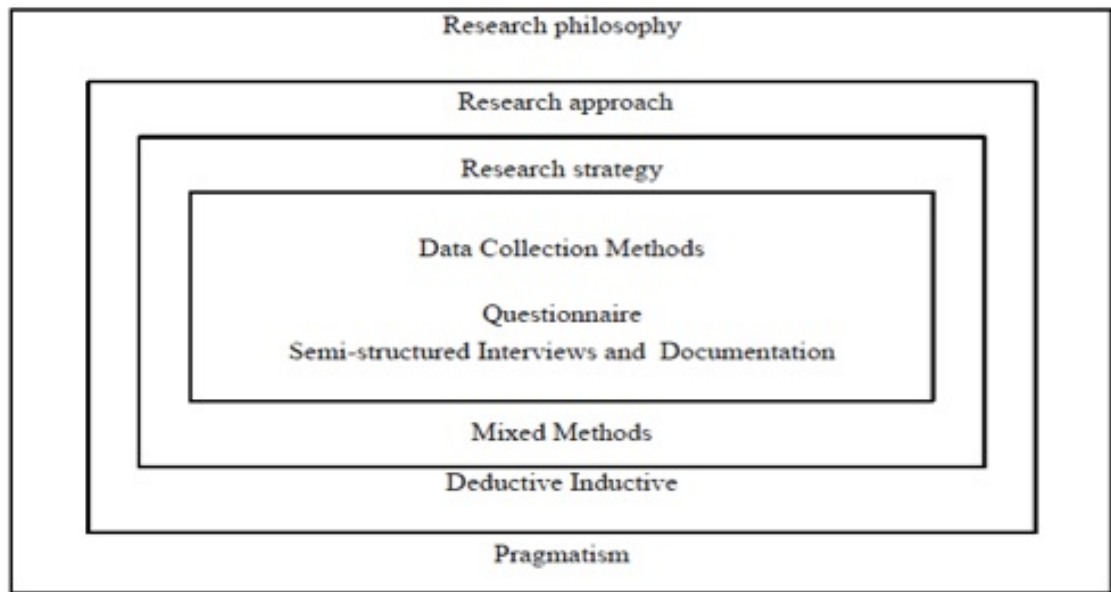 Research philosophy
Research approach
Research strategy
Data Collection Methods
Questionnaire
Semi-structured Interviews and Documentation
Mixed Methods
Deductive Inductive
Pragmatism